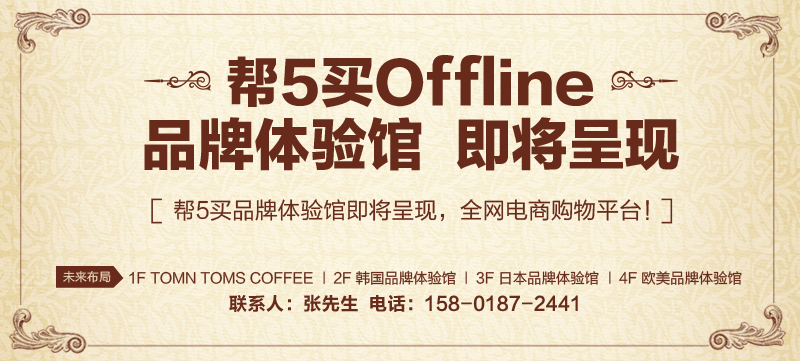 帮5买Offline
品牌体验馆 即将呈现
[ 帮5买品牌体验馆即将呈现，全网电商购物平台！]
未来布局 1F TOMN TOMS COFFEE | 2F 韩国品牌体验馆 | 3F 日本品牌体验馆 | 4F 欧美品牌体验馆
联系人：张先生 电话：158-0187-2441